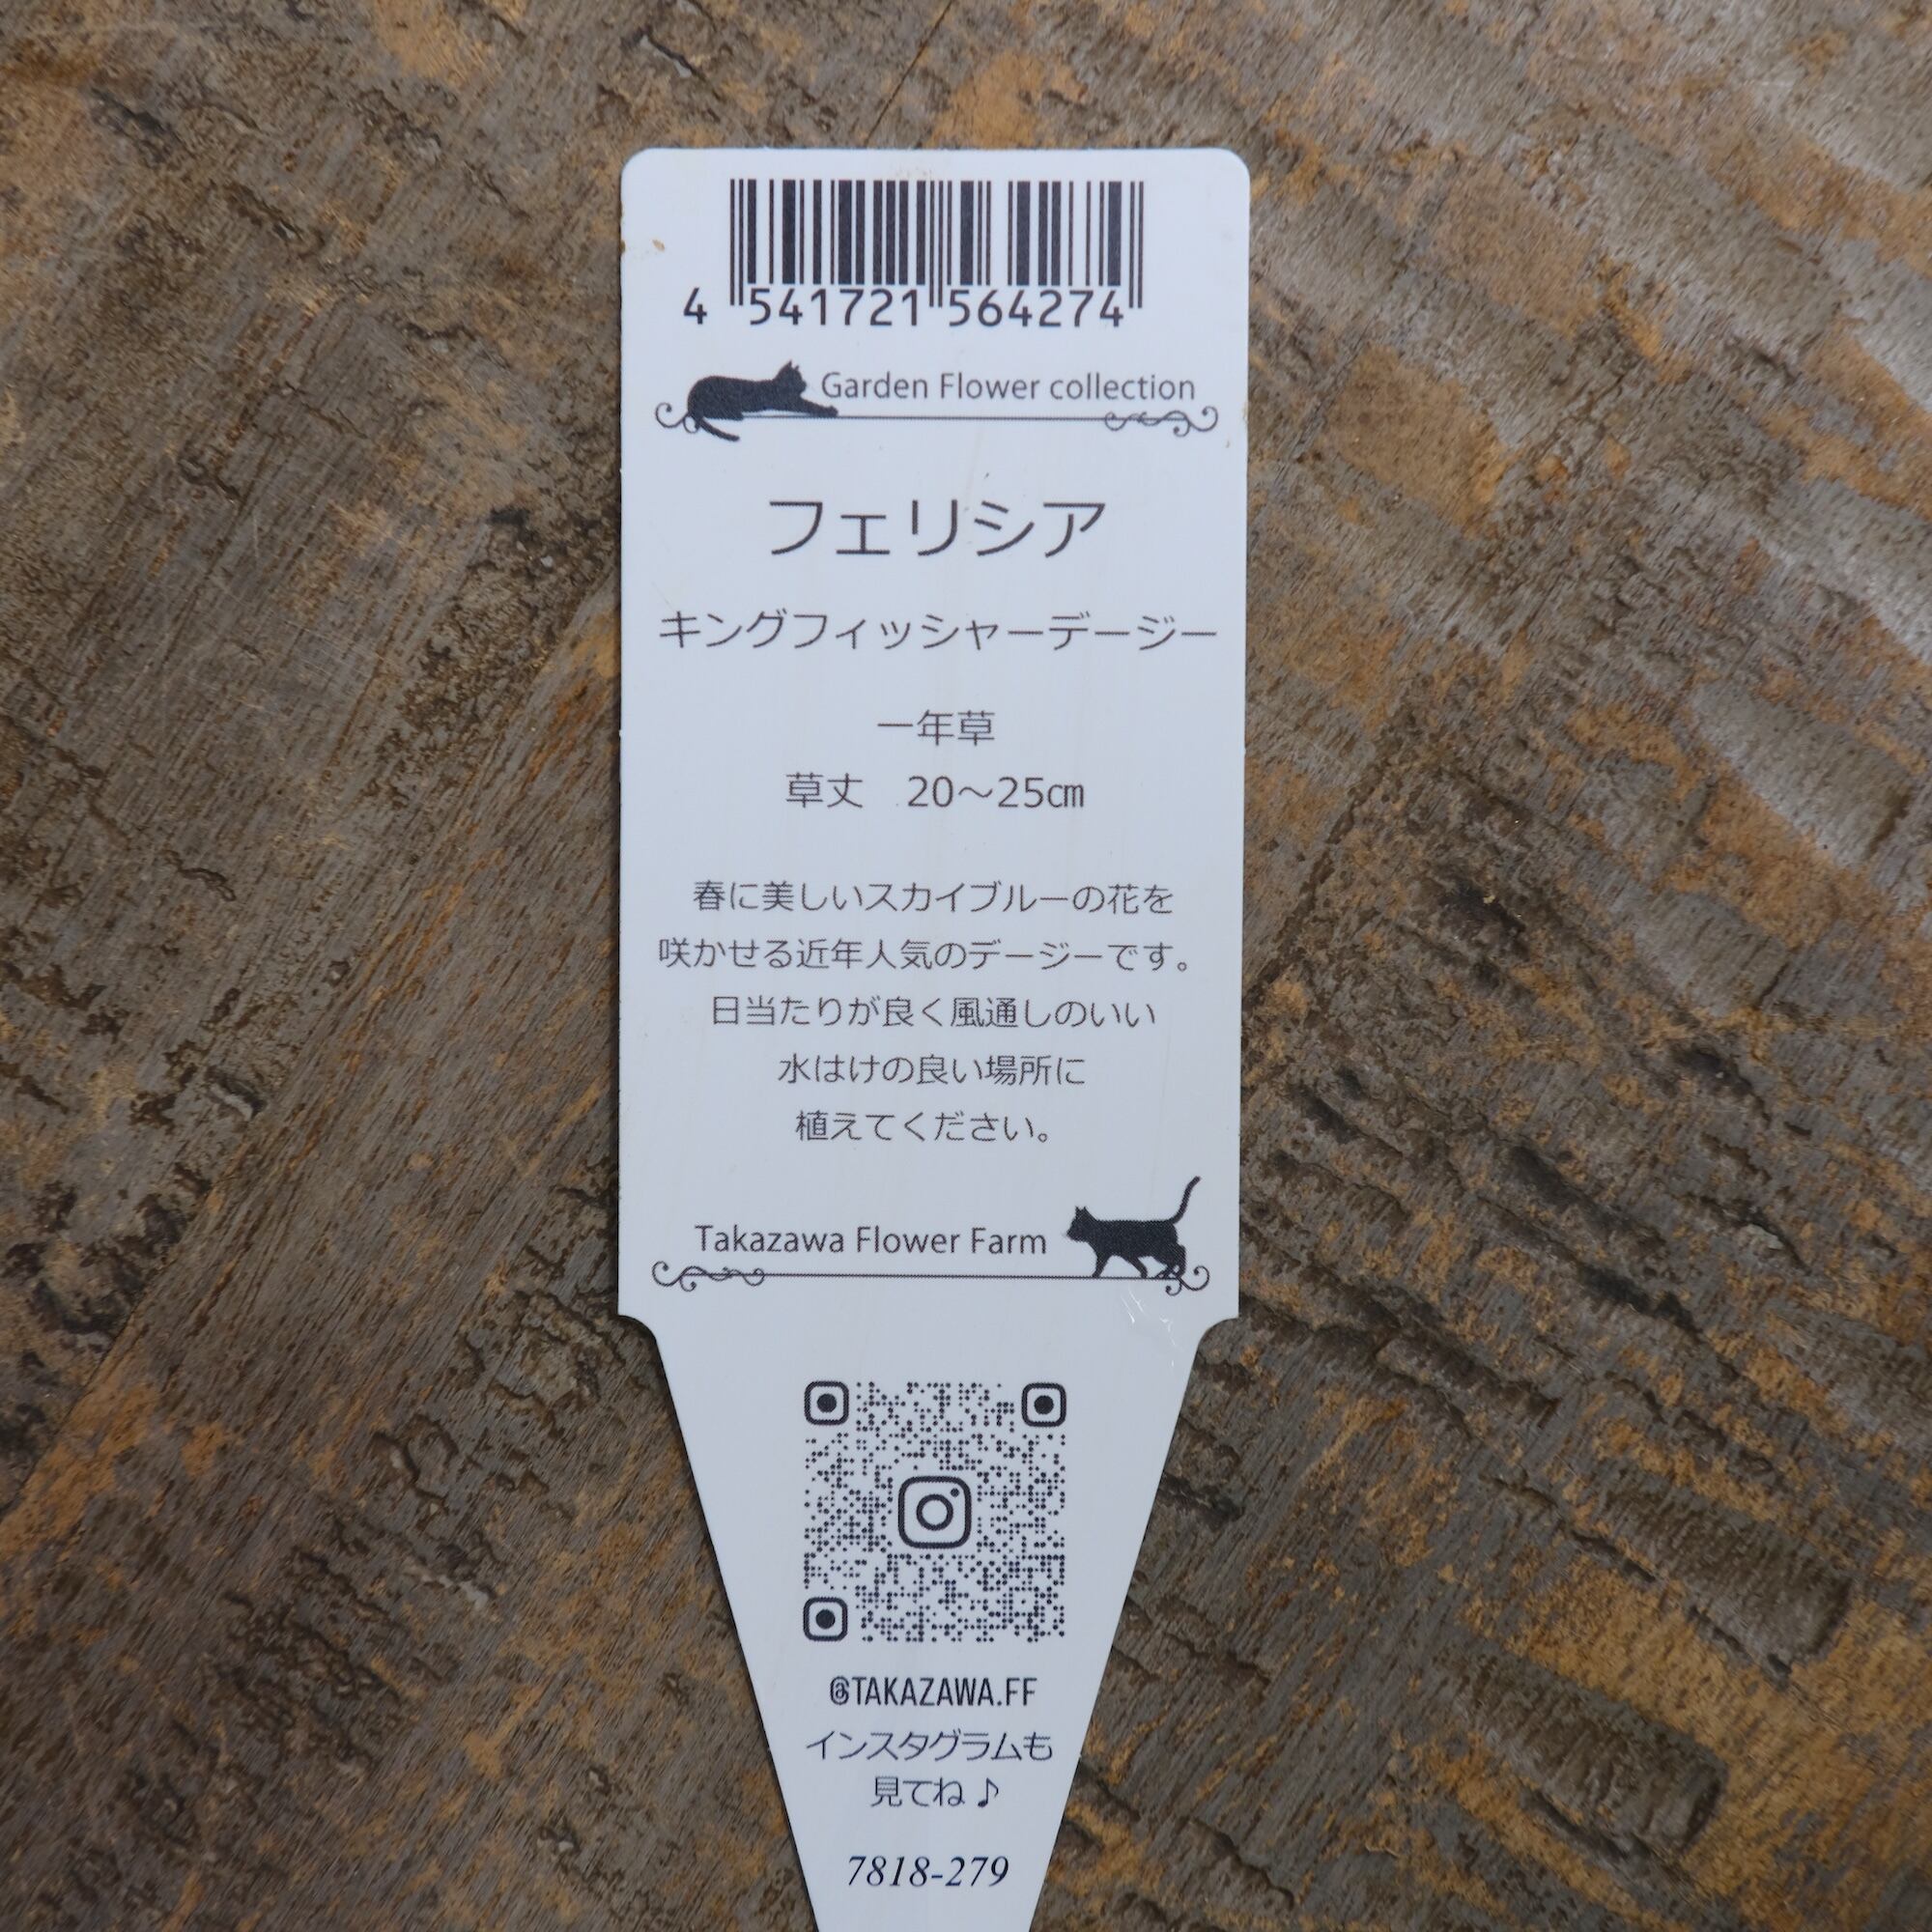 4 541721 564274
Garden Flower collection
フェリシア
キングフィッシャーデージー
一年草
草丈　20～25㎝
春に美しいスカイブルーの花を
咲かせる近年人気のデージーです。
日当たりが良く風通しのいい
水はけの良い場所に
植えてください。
Takazawa Flower Farm
@TAKAZAWA.FF
インスタグラムも
見てね♪
7818-279